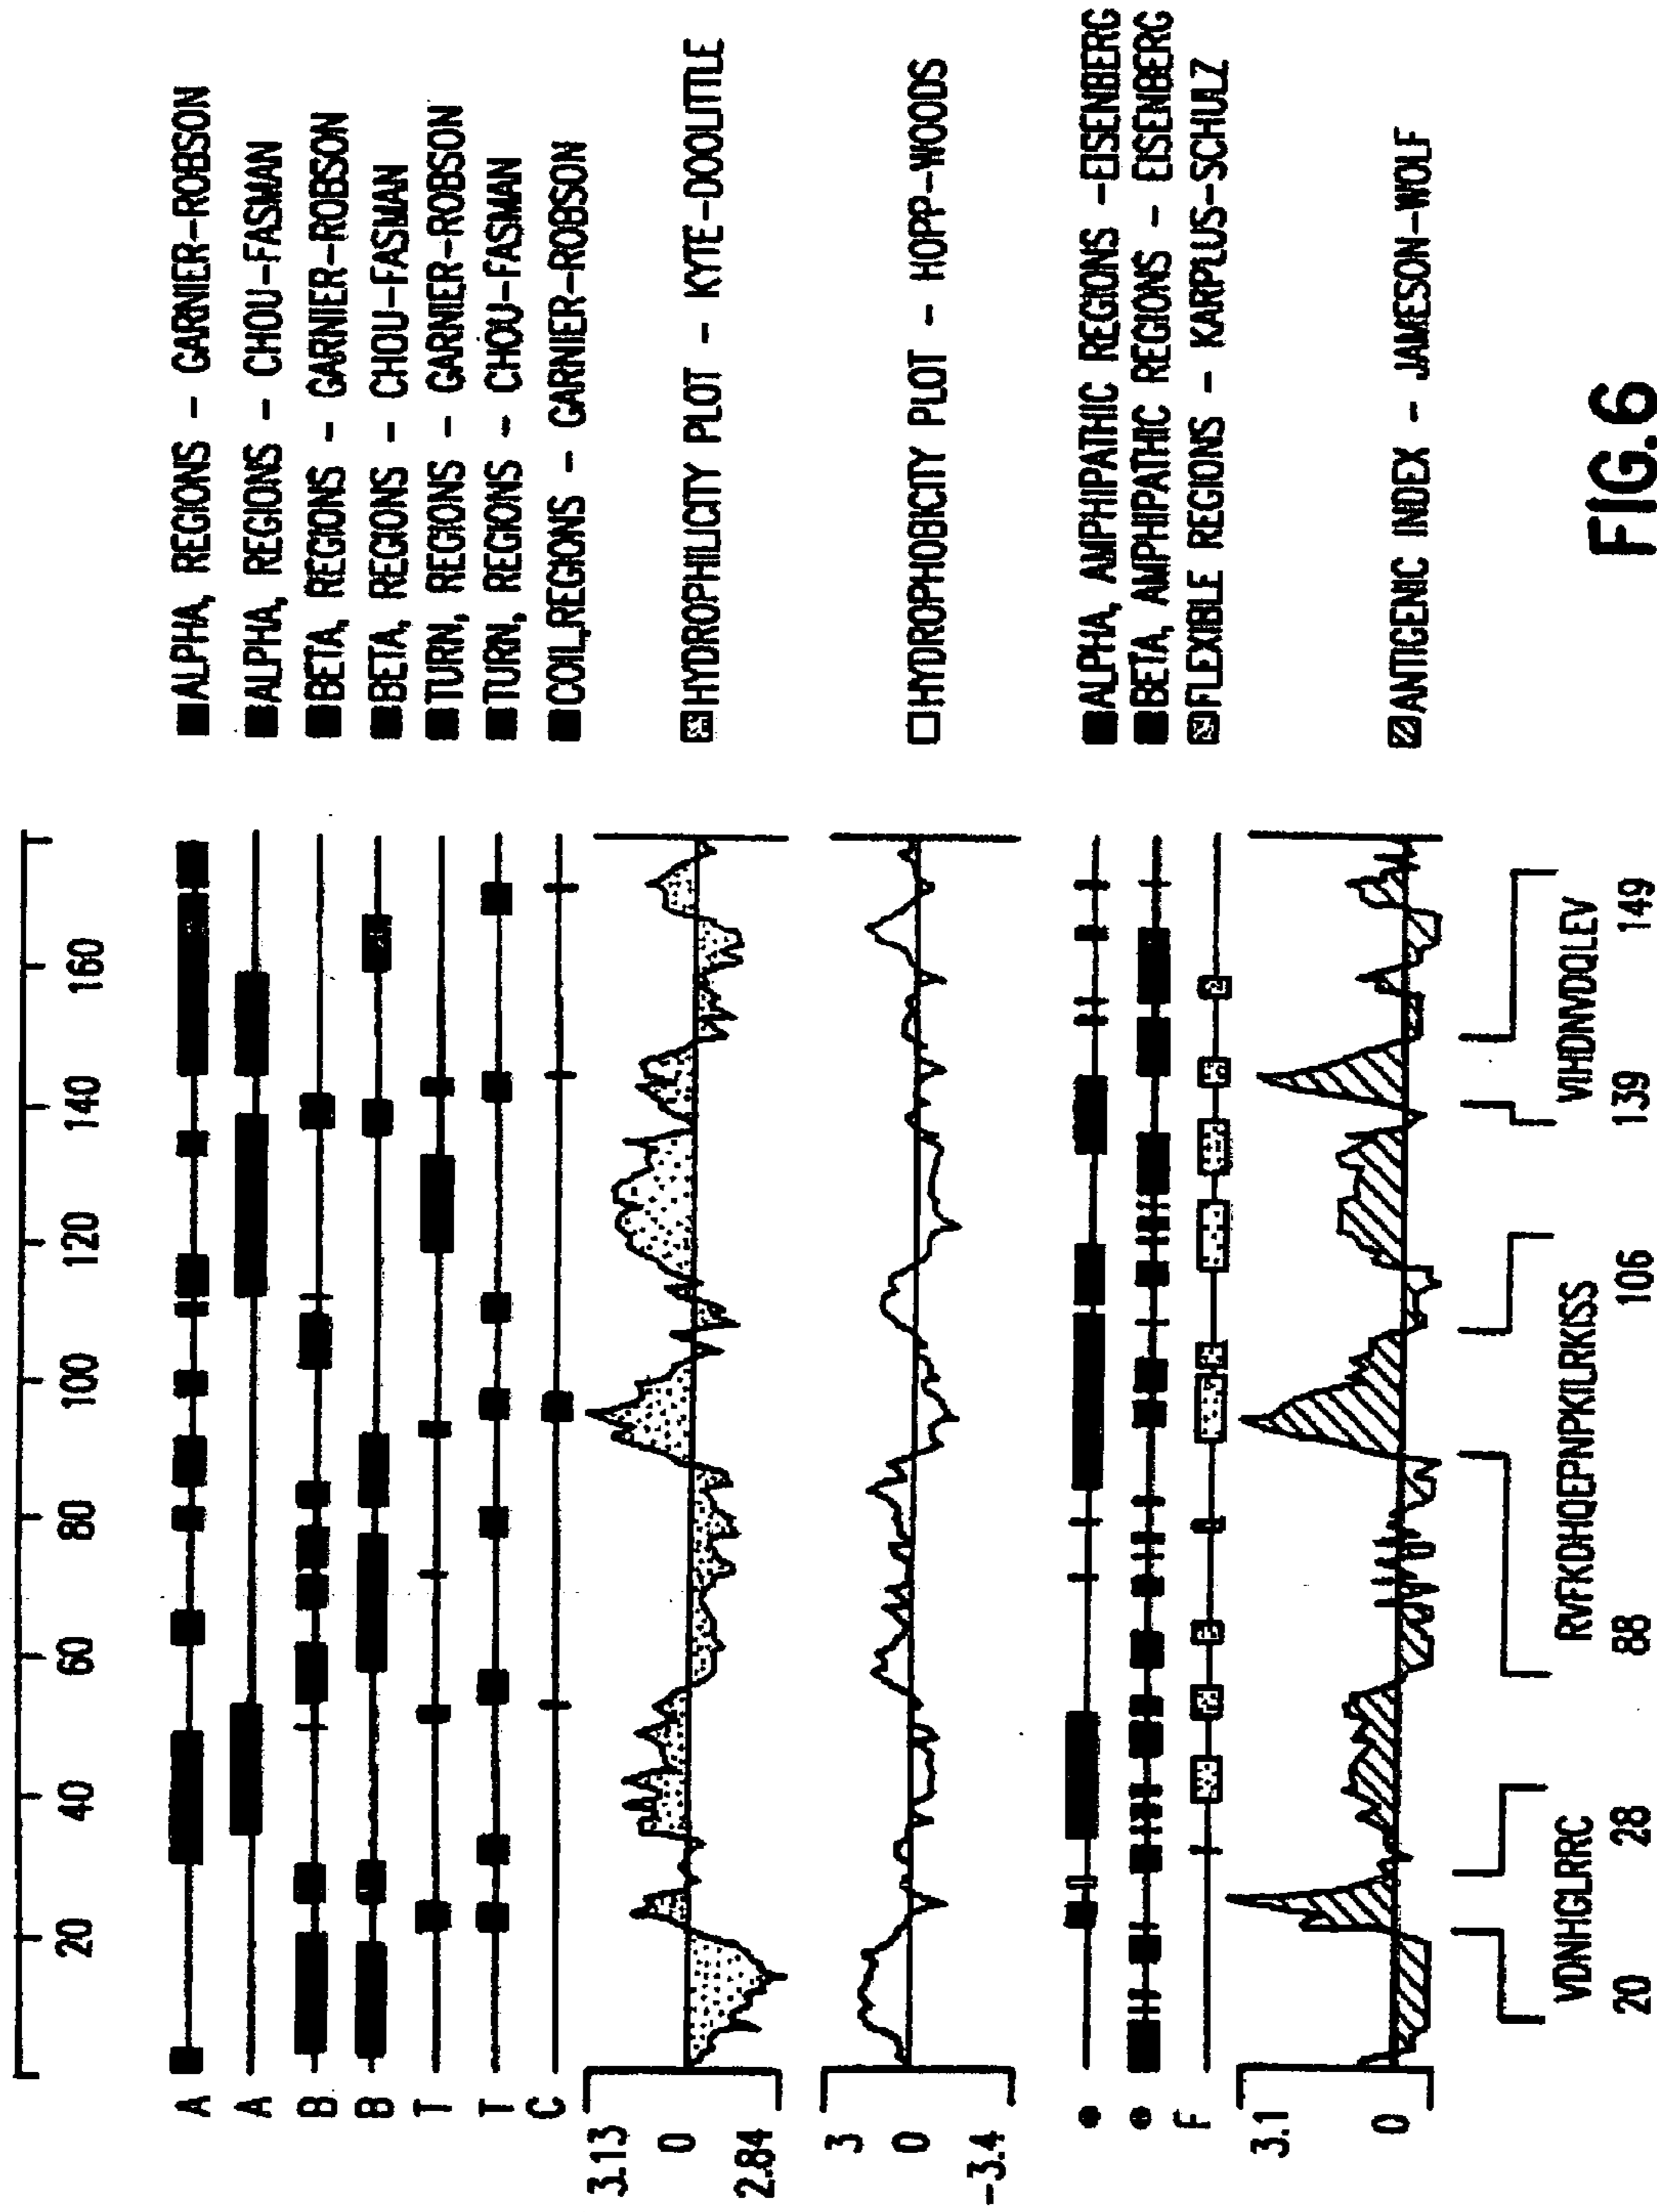 20 40 60 80 100 120 140 160
A ■ALPHA, REGIONS - GARNIER-ROBSON
A ■ALPHA, REGIONS - CHOU-FASMAN
B ■BETA, REGIONS - GARNIER-ROBSON
B ■BETA, REGIONS - CHOU-FASMAN
T ■TURN, REGIONS - GARNIER-ROBSON
T ■TURN, REGIONS - CHOU-FASMAN
C ■COIL, REGIONS - GARNIER-ROBSON
3.13
0 HYDROPHILICITY PLOT - KYTE-DOOLITTLE
2.84
3
0 □HYDROPHOBICITY PLOT - HOPP-WOODS
-3.4
■ALPHA, AMPHIPATHIC REGIONS -EISENBERG
■BETA, AMPHIPATHIC REGIONS - EISENBERG
F FLEXIBLE REGIONS - KARPLUS-SCHULZ
3.1
0 ANTIGENIC INDEX - JAMESON-WOLF
VDNHGLRRC RVFKDHQEPNPKILRKISS VIHDNVDQLEV
20 28 88 106 139 149
FIG.6